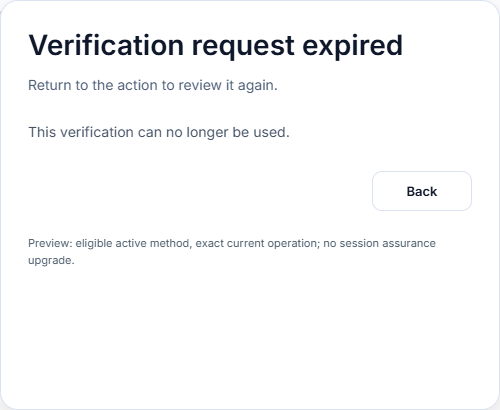 Verification request expired
Return to the action to review it again.
This verification can no longer be used.
Back
Preview: eligible active method, exact current operation; no session assurance
upgrade.